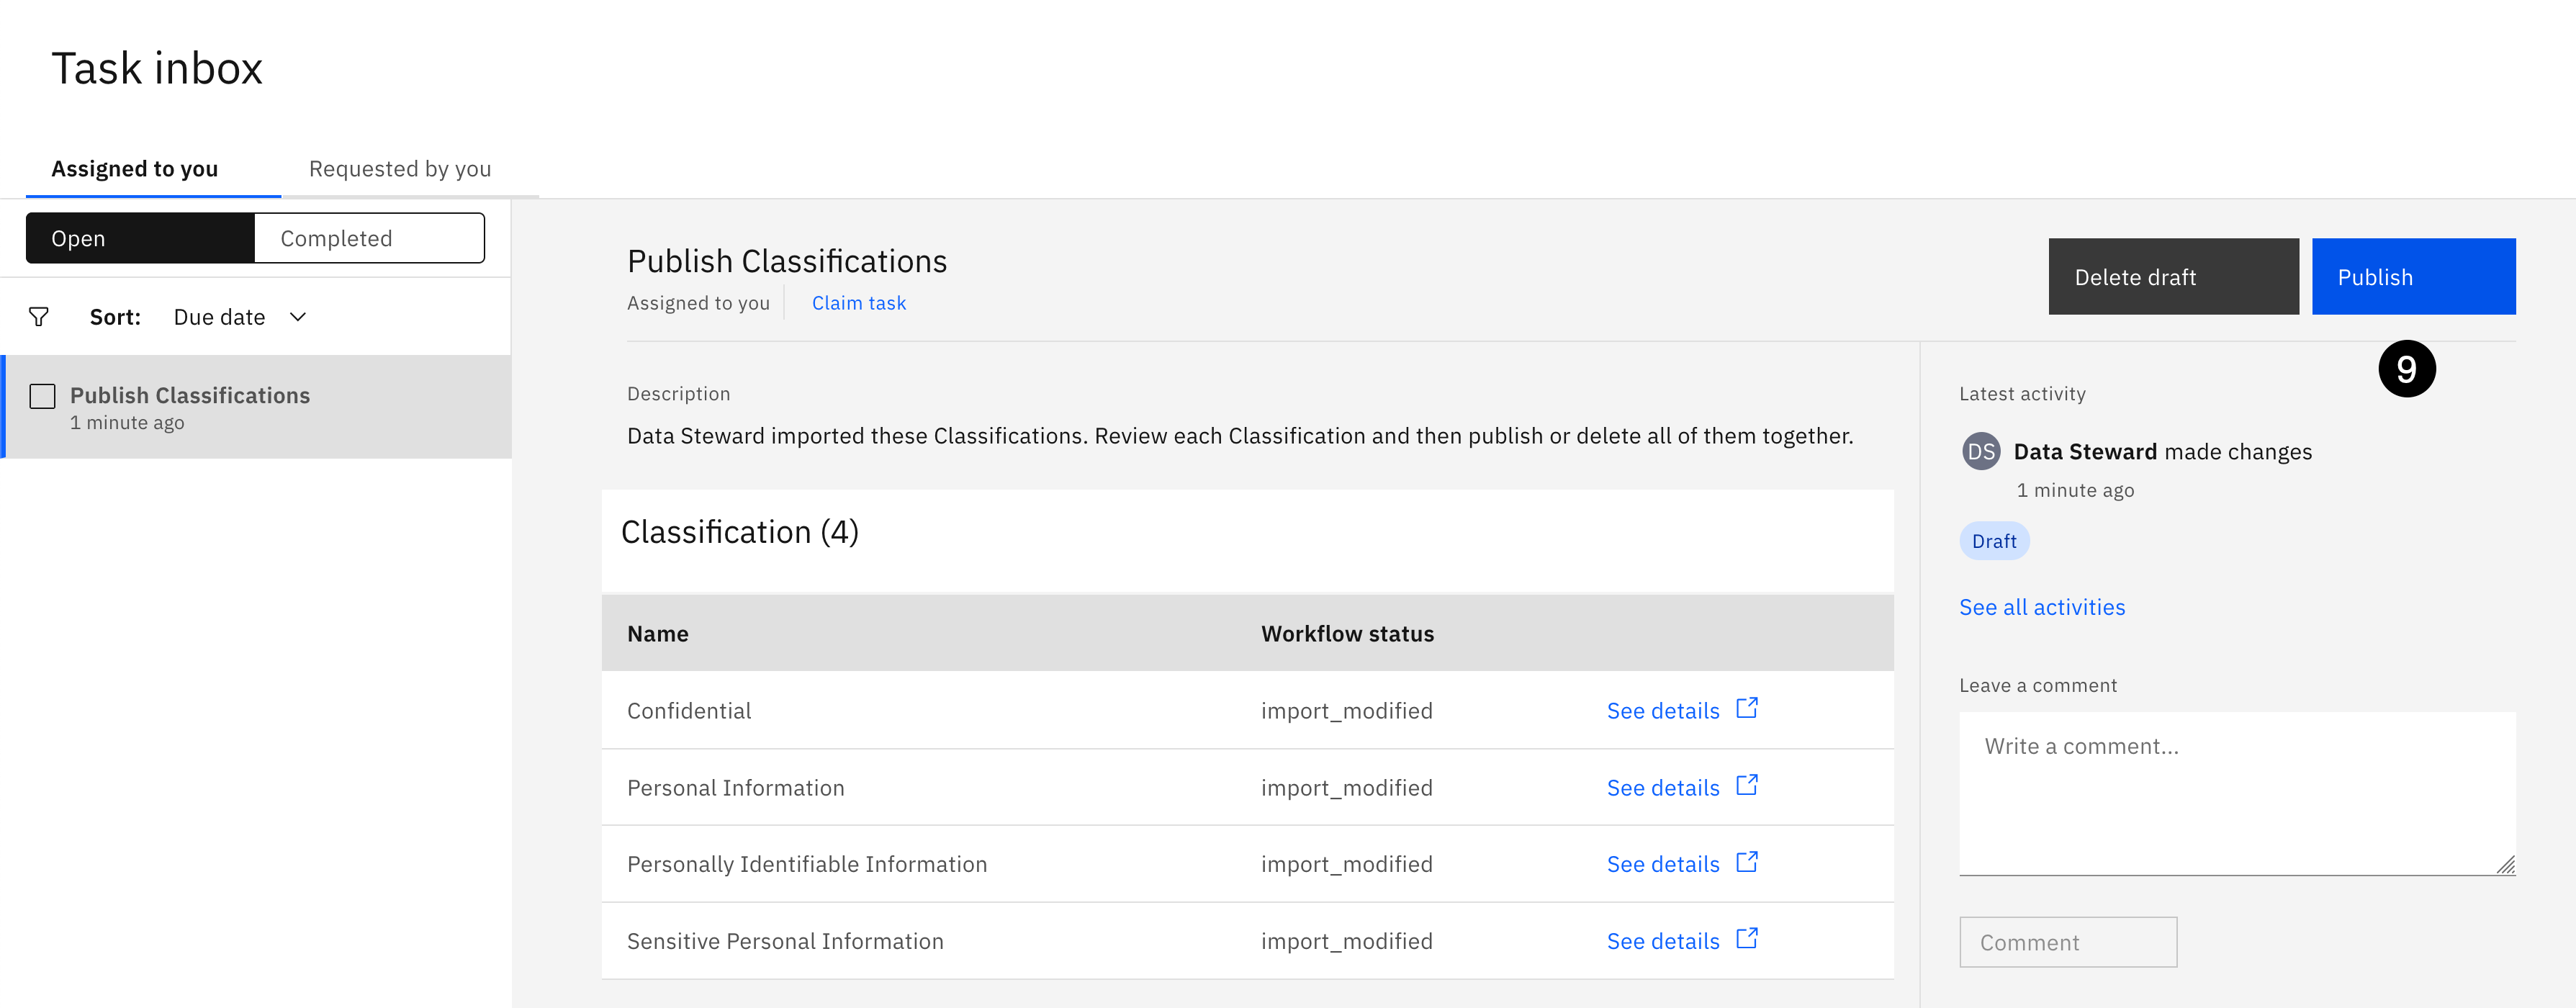 Task inbox
Assigned to you
Requested by you
Open
Completed
Sort: Due date
Publish Classifications
1 minute ago
Publish Classifications
Assigned to you
Claim task
Delete draft
Publish
9
Description
Data Steward imported these Classifications. Review each Classification and then publish or delete all of them together.
Classification (4)
Name
Workflow status
Confidential
import_modified
See details
Personal Information
import_modified
See details
Personally Identifiable Information
import_modified
See details
Sensitive Personal Information
import_modified
See details
Latest activity
DS
Data Steward made changes
1 minute ago
Draft
See all activities
Leave a comment
Write a comment...
Comment